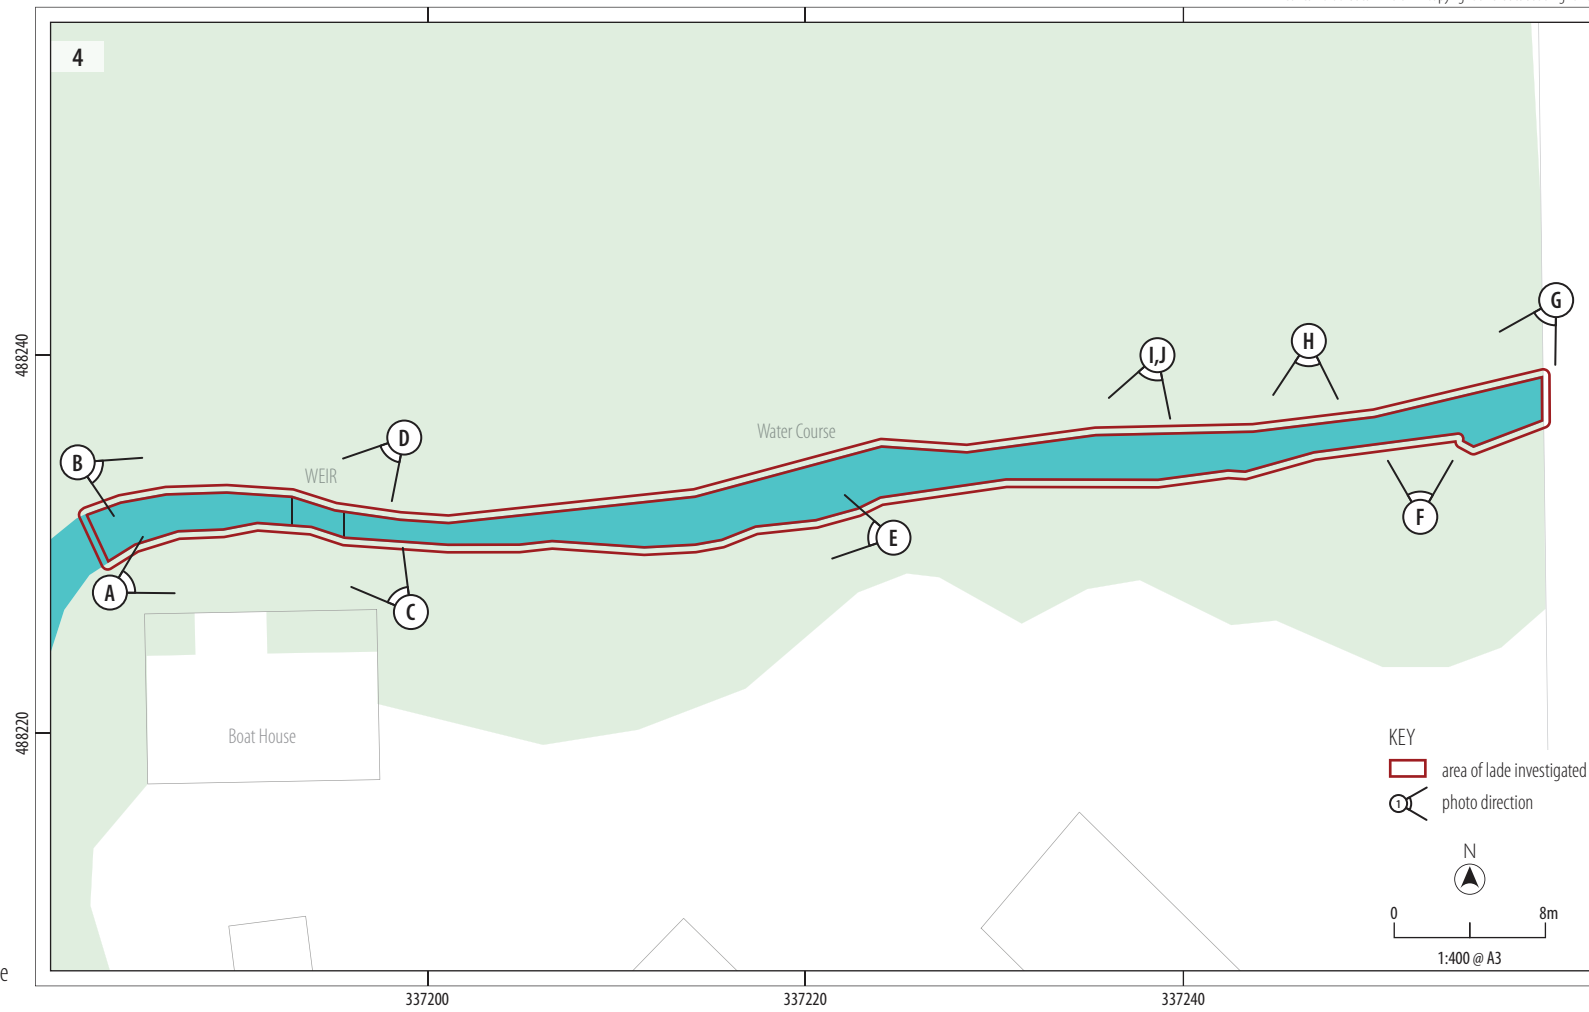 4
488240
G
I,J
H
D
Water Course
B
WEIR
F
E
A
C
488220
Boat House
KEY
area of lade investigated
1 photo direction
N
0 8m
1:400 @ A3
e
337200 337220 337240